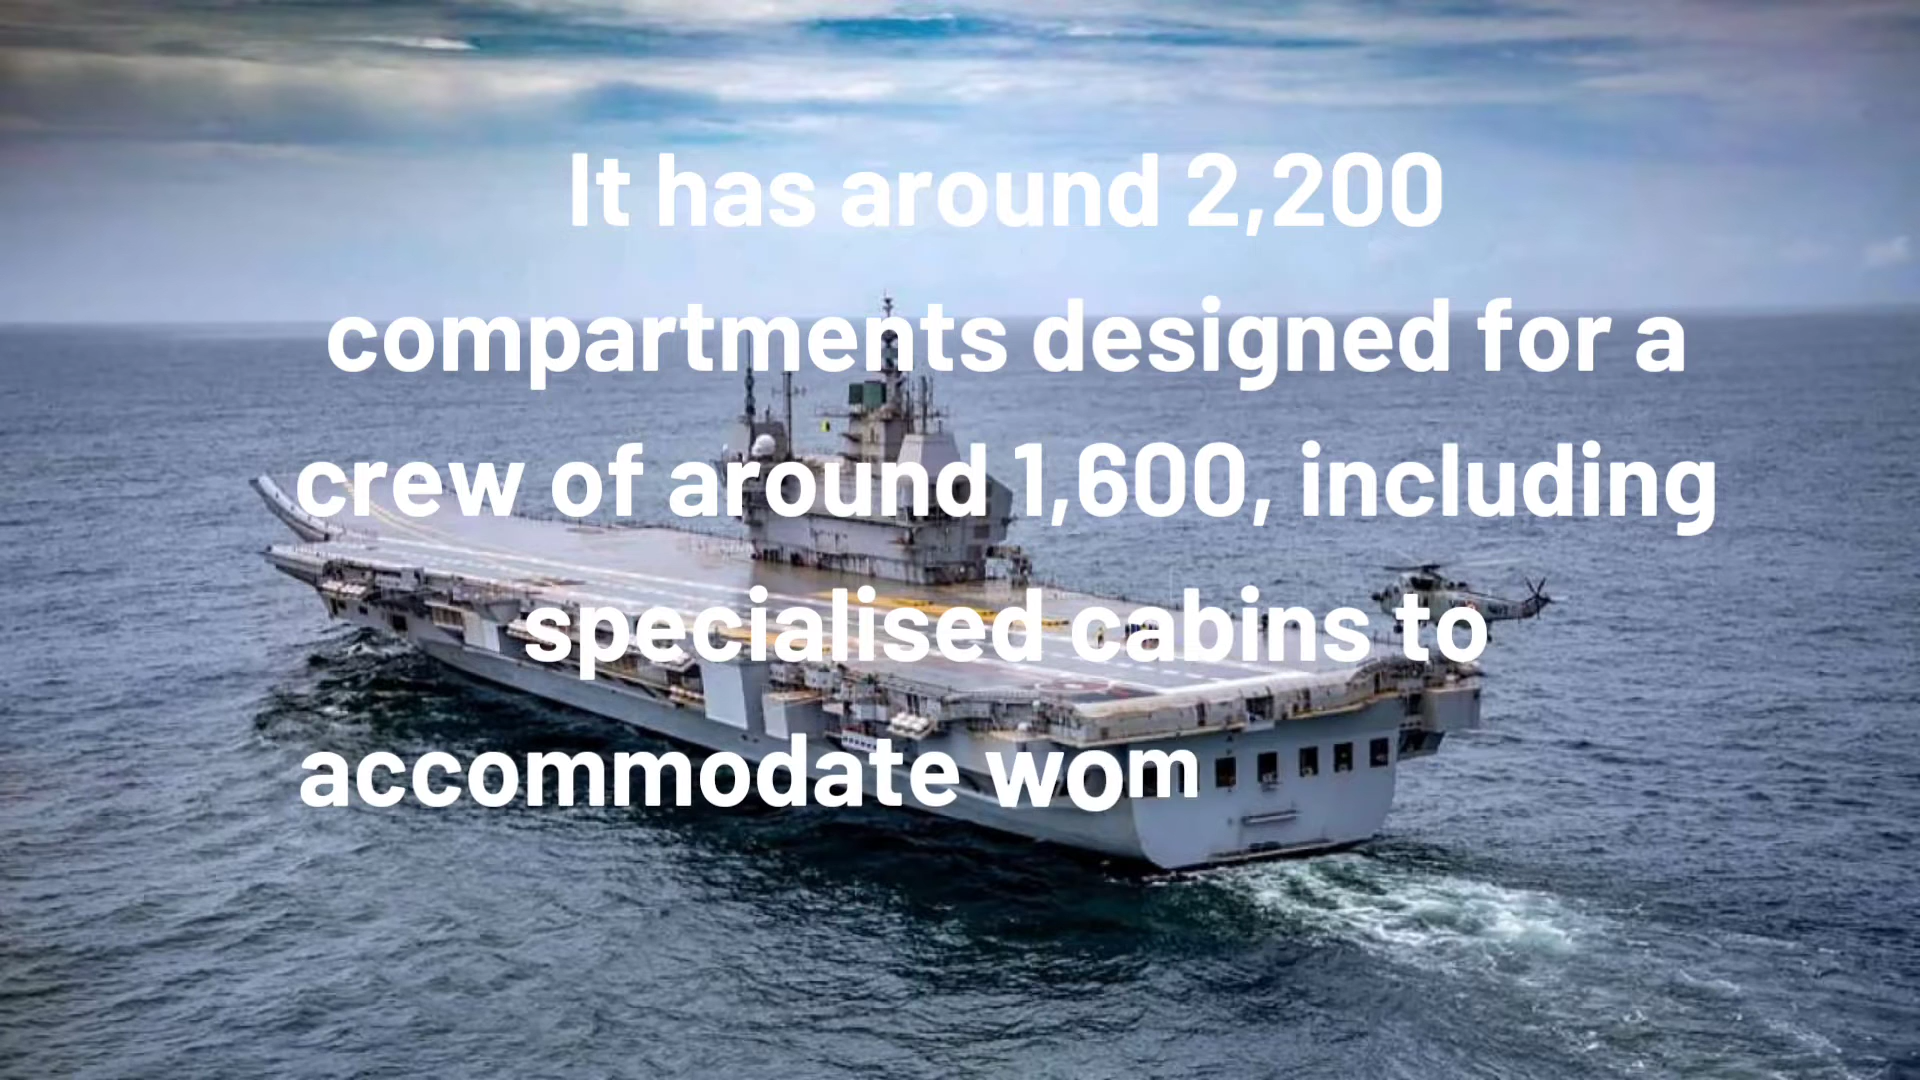 It has around 2,200
compartments designed for a
crew of around 1,600, including
specialised cabins to
accommodate wom